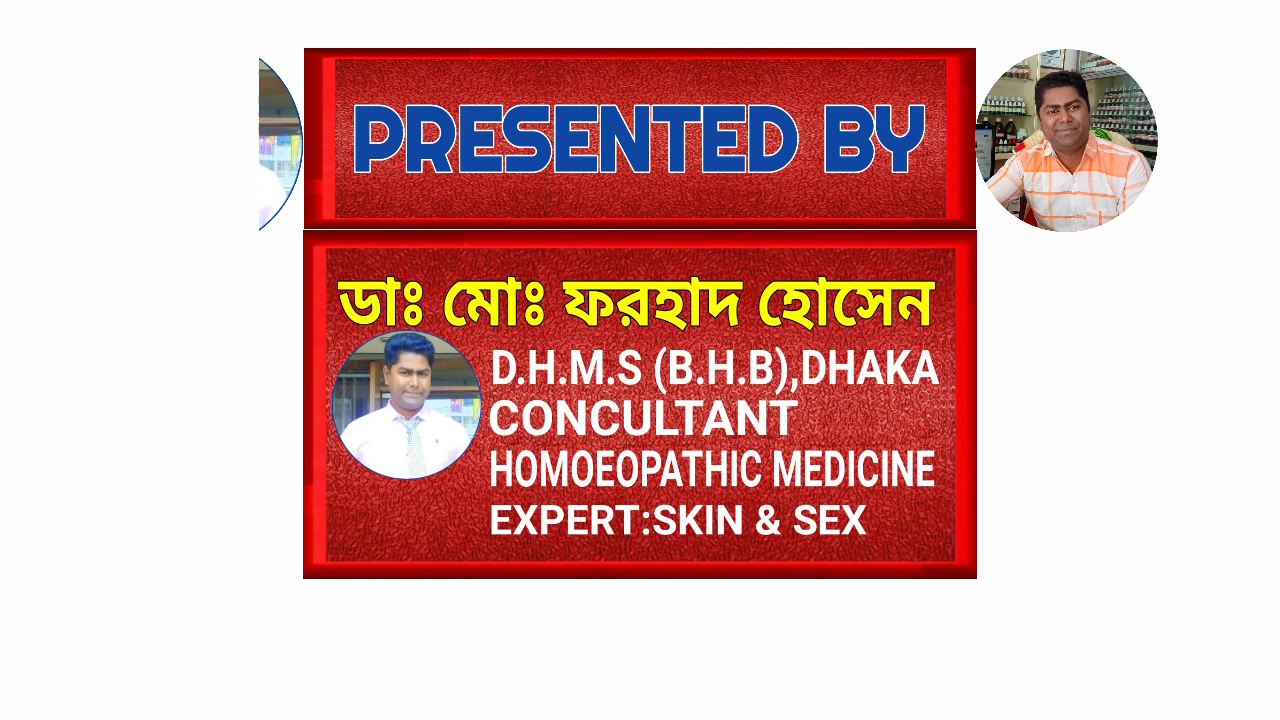 PRESENTED BY
ডাঃ মোঃ ফরহাদ হোসেন
D.H.M.S (B.H.B),DHAKA
CONCULTANT
HOMOEOPATHIC MEDICINE
EXPERT:SKIN & SEX